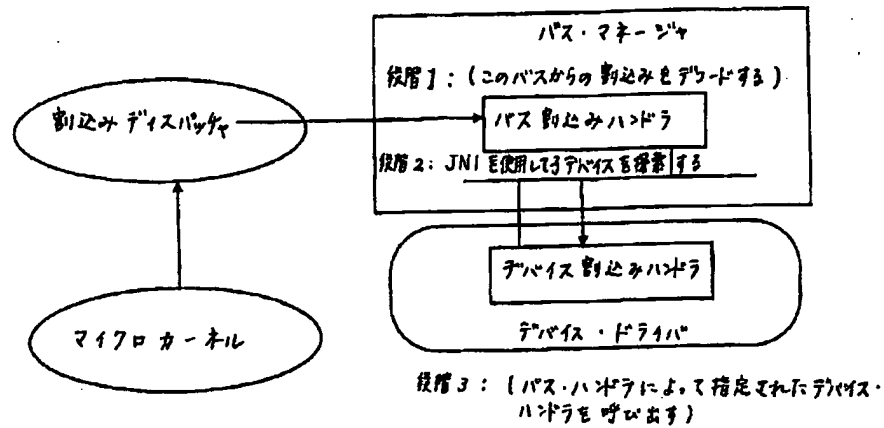 バス・マネージャ
段階1：(このバスからの割込みをデコードする)
割込みディスパッチャ
バス割込みハンドラ
段階2：JNIを使用して子デバイスを探索する
デバイス割込みハンドラ
デバイス・ドライバ
マイクロカーネル
段階3：(バス・ハンドラによって指定されたデバイス・
ハンドラを呼び出す)